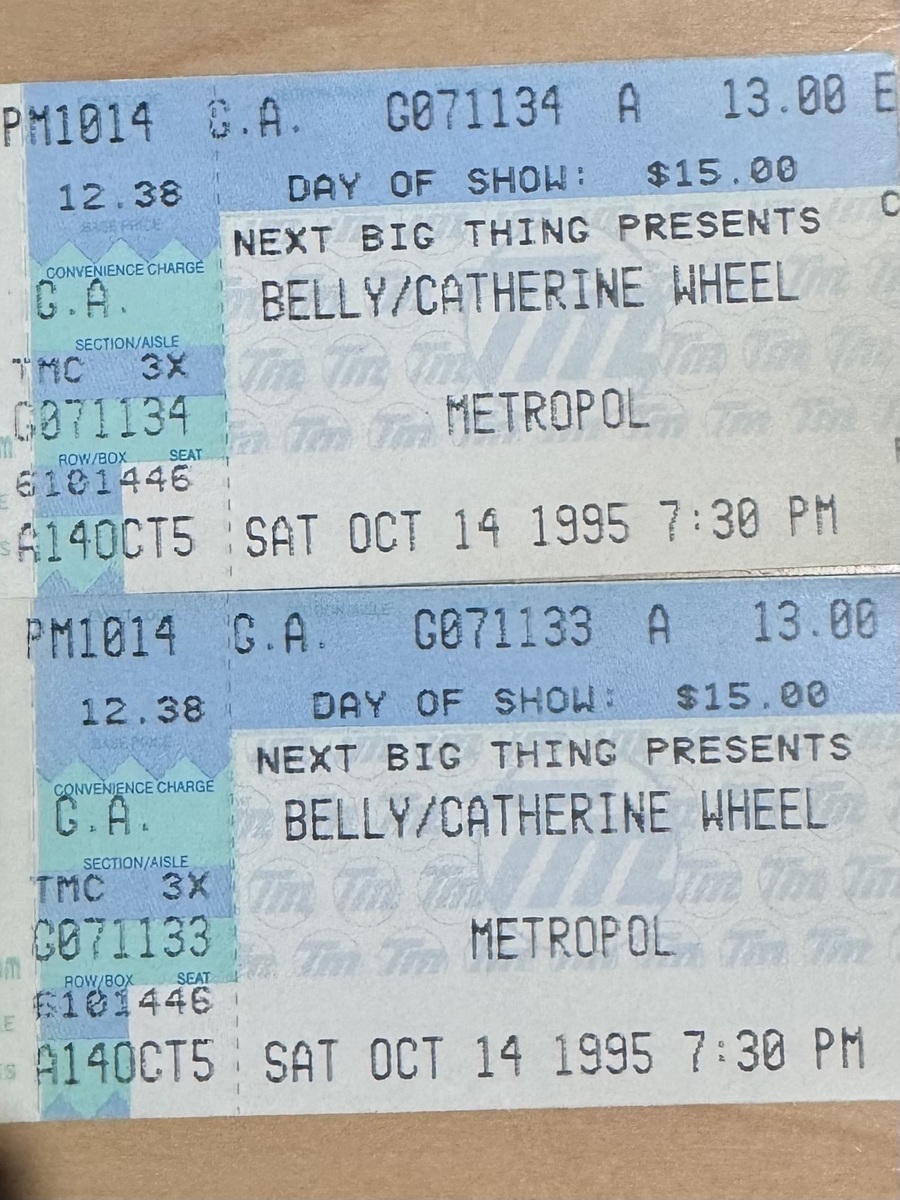 PM1014 G.A. G071134 A 13.00 E
12.38 DAY OF SHOW: $15.00
BASE PRICE
NEXT BIG THING PRESENTS
CONVENIENCE CHARGE
G.A. BELLY/CATHERINE WHEEL
SECTION/AISLE
TMC 3X
G071134 METROPOL
ROW/BOX SEAT
6101446
A14OCT5 SAT OCT 14 1995 7:30 PM
PM1014 G.A. G071133 A 13.00
12.38 DAY OF SHOW: $15.00
BASE PRICE
NEXT BIG THING PRESENTS
CONVENIENCE CHARGE
G.A. BELLY/CATHERINE WHEEL
SECTION/AISLE
TMC 3X
G071133 METROPOL
ROW/BOX SEAT
6101446
A14OCT5 SAT OCT 14 1995 7:30 PM